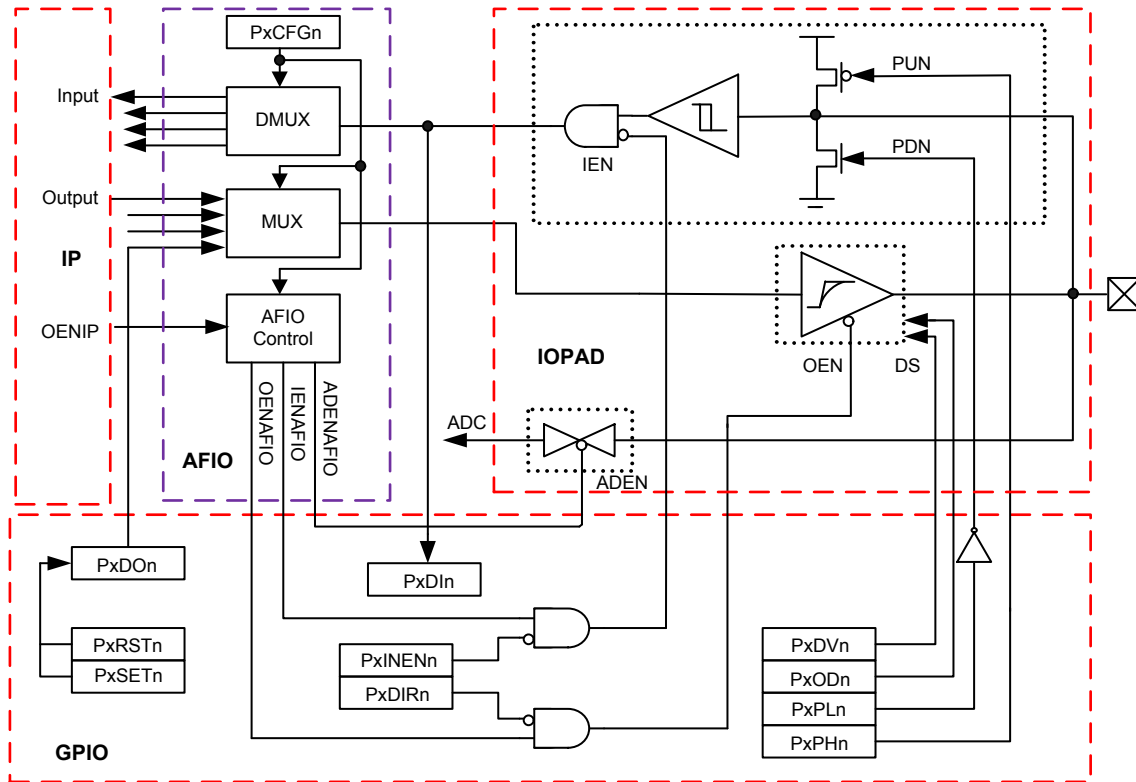 PxCFGn
PUN
Input
DMUX
IEN
PDN
Output
MUX
IP
OENIP
AFIO
Control
IOPAD
OEN
DS
OENAFIO
IENAFIO
ADENAFIO
ADC
AFIO
ADEN
PxDOn
PxDIn
PxRSTn
PxSETn
PxINENn
PxDIRn
PxDVn
PxODn
PxPLn
PxPHn
GPIO